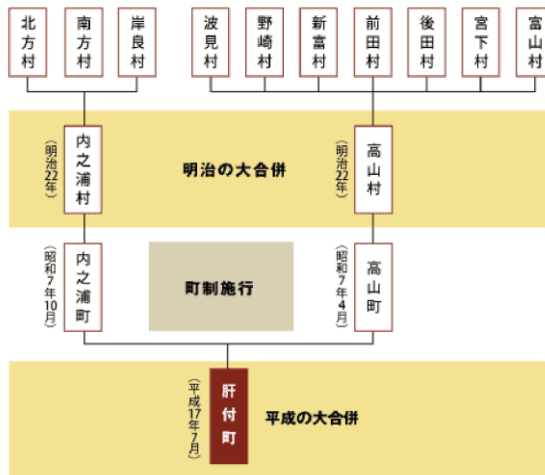 北方村
南方村
岸良村
波見村
野崎村
新富村
前田村
後田村
宮下村
富山村
内之浦村
（明治22年）
明治の大合併
高山村
（明治22年）
内之浦町
（昭和7年10月）
町制施行
高山町
（昭和7年4月）
肝付町
（平成17年7月）
平成の大合併